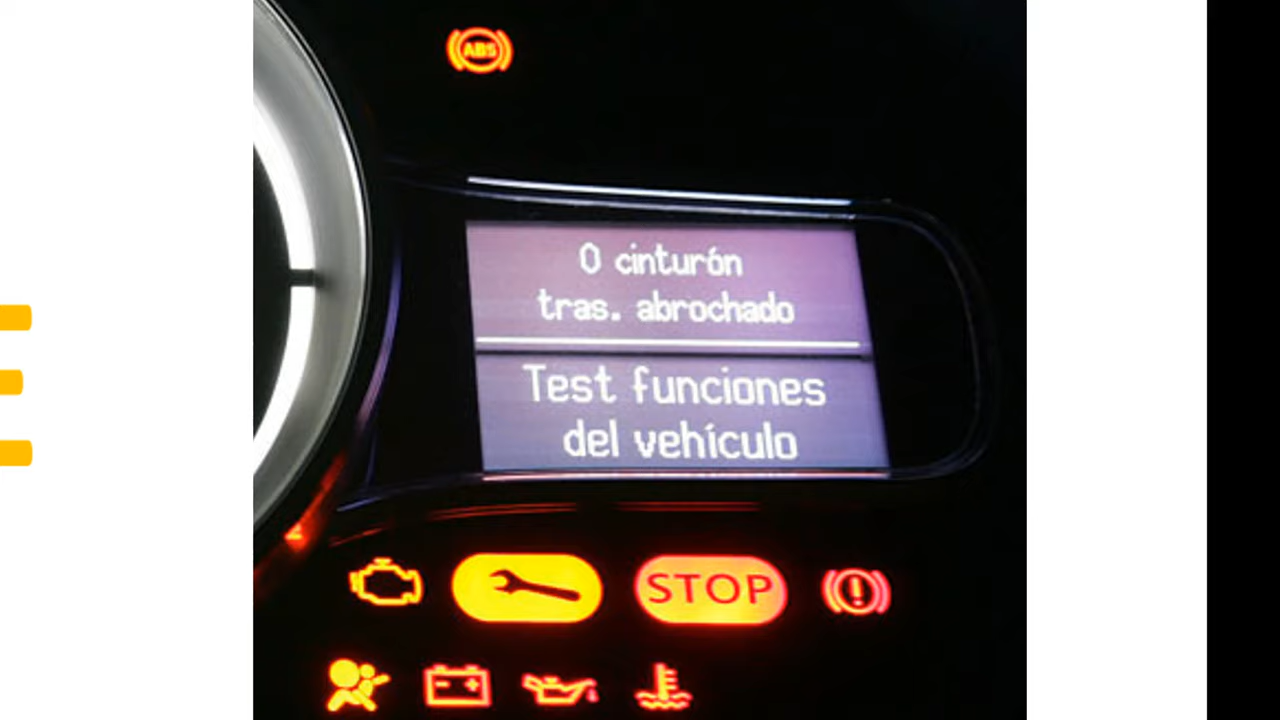 ABS
0 cinturón
tras. abrochado
Test funciones
del vehículo
STOP